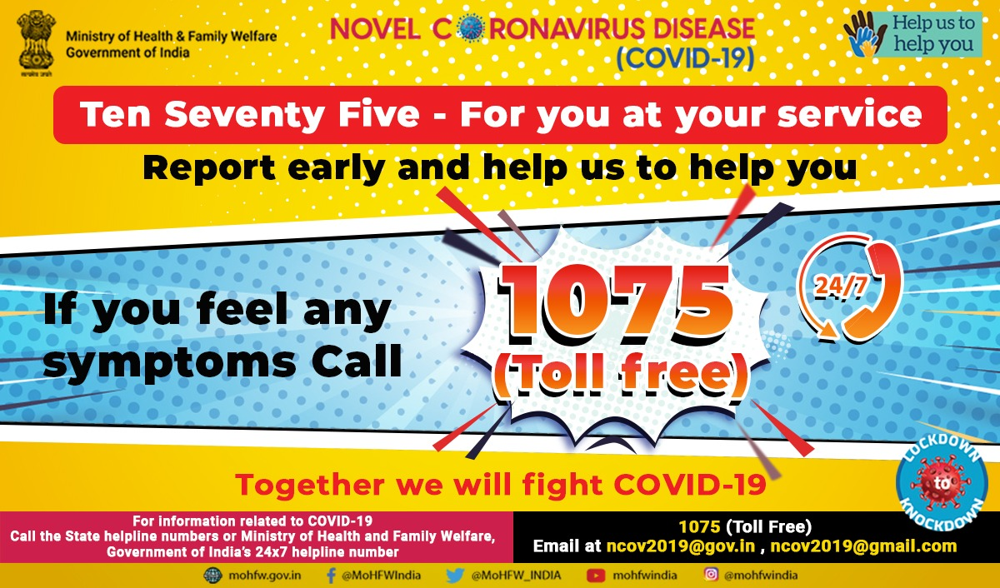 Ministry of Health & Family Welfare
Government of India
NOVEL CORONAVIRUS DISEASE
(COVID-19)
Help us to
help you
Ten Seventy Five - For you at your service
Report early and help us to help you
If you feel any
symptoms Call
1075
(Toll free)
24/7
Together we will fight COVID-19
LOCKDOWN
to
KNOCKDOWN
For information related to COVID-19
Call the State helpline numbers or Ministry of Health and Family Welfare,
Government of India's 24x7 helpline number
1075 (Toll Free)
Email at ncov2019@gov.in , ncov2019@gmail.com
mohfw.gov.in @MoHFWIndia @MoHFW_INDIA mohfwindia @mohfwindia